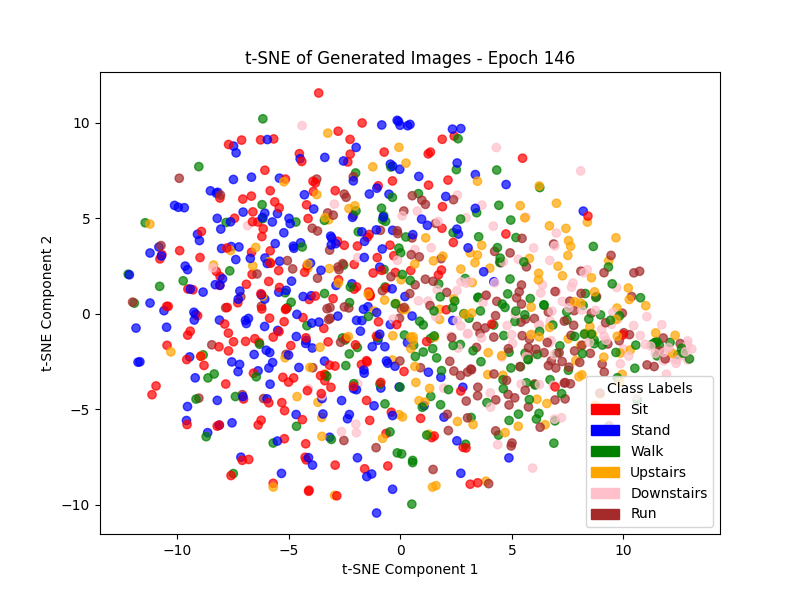 t-SNE of Generated Images - Epoch 146
10
5
0
−5
−10
t-SNE Component 2
−10
−5
0
5
10
t-SNE Component 1
Class Labels
Sit
Stand
Walk
Upstairs
Downstairs
Run